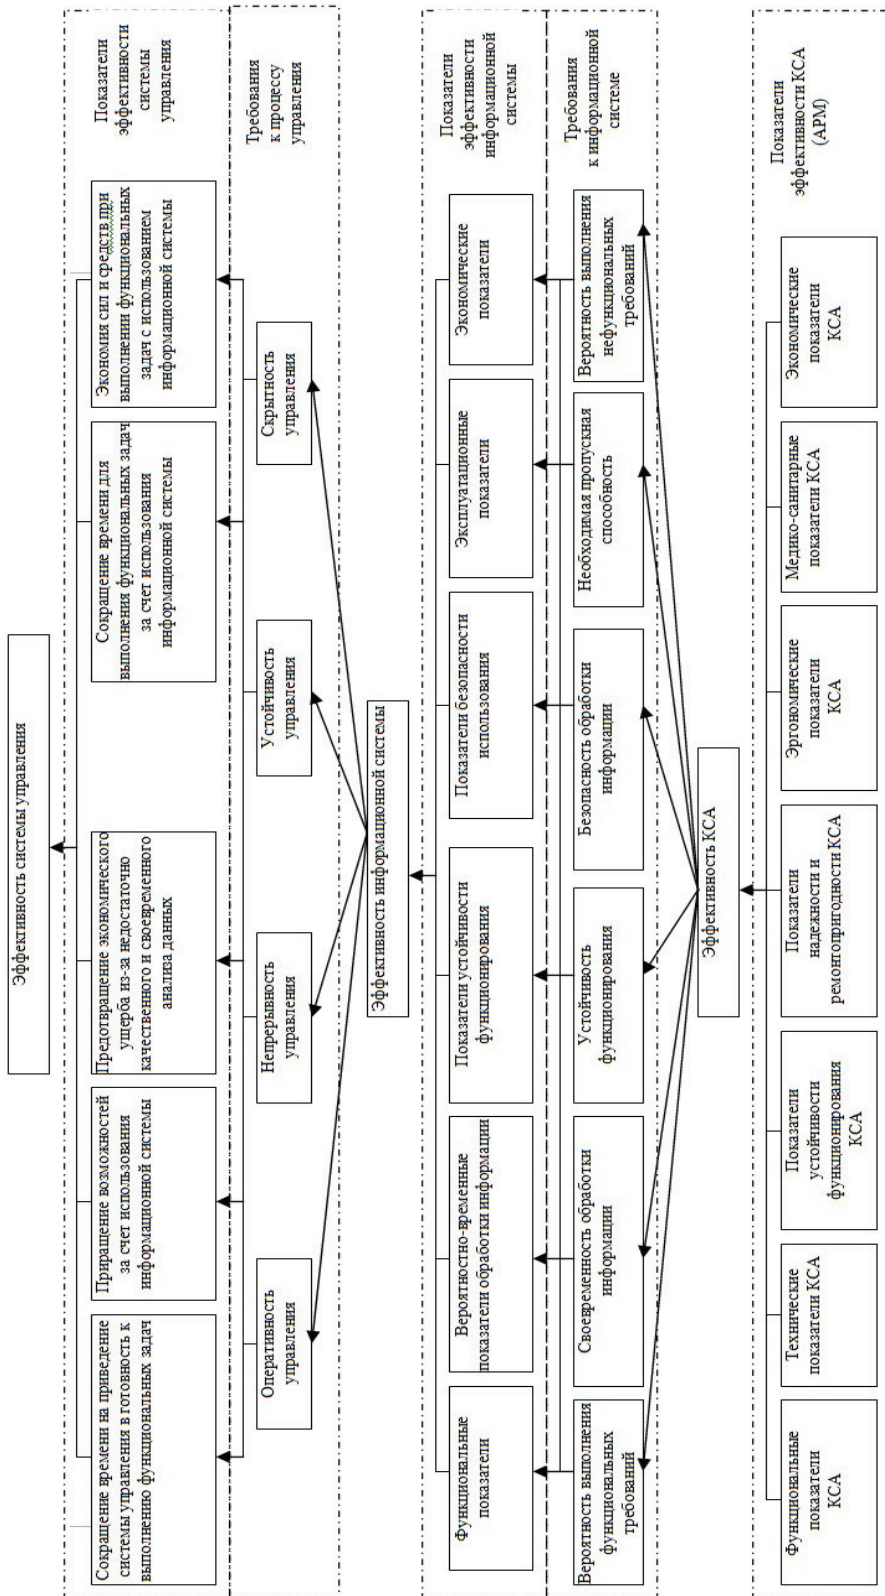 Эффективность системы управления
Сокращение времени на приведение
системы управления в готовность к
выполнению функциональных задач
Приращение возможностей
за счет использования
информационной системы
Предотвращение экономического
ущерба из-за недостаточно
качественного и своевременного
анализа данных
Сокращение времени для
выполнения функциональных задач
за счет использования
информационной системы
Экономия сил и средств при
выполнении функциональных
задач с использованием
информационной системы
Показатели
эффективности
системы
управления
Оперативность
управления
Непрерывность
управления
Устойчивость
управления
Скрытность
управления
Требования
к процессу
управления
Эффективность информационной системы
Функциональные
показатели
Вероятностно-временные
показатели обработки информации
Показатели устойчивости
функционирования
Показатели безопасности
использования
Эксплуатационные
показатели
Экономические
показатели
Показатели
эффективности
информационной
системы
Вероятность выполнения
функциональных
требований
Своевременность обработки
информации
Устойчивость
функционирования
Безопасность обработки
информации
Необходимая пропускная
способность
Вероятность выполнения
нефункциональных
требований
Требования
к информационной
системе
Эффективность КСА
Функциональные
показатели
КСА
Технические
показатели КСА
Показатели
устойчивости
функционирования
КСА
Показатели
надежности и
ремонтопригодности КСА
Эргономические
показатели
КСА
Медико-санитарные
показатели КСА
Экономические
показатели
КСА
Показатели
эффективности КСА
(АРМ)